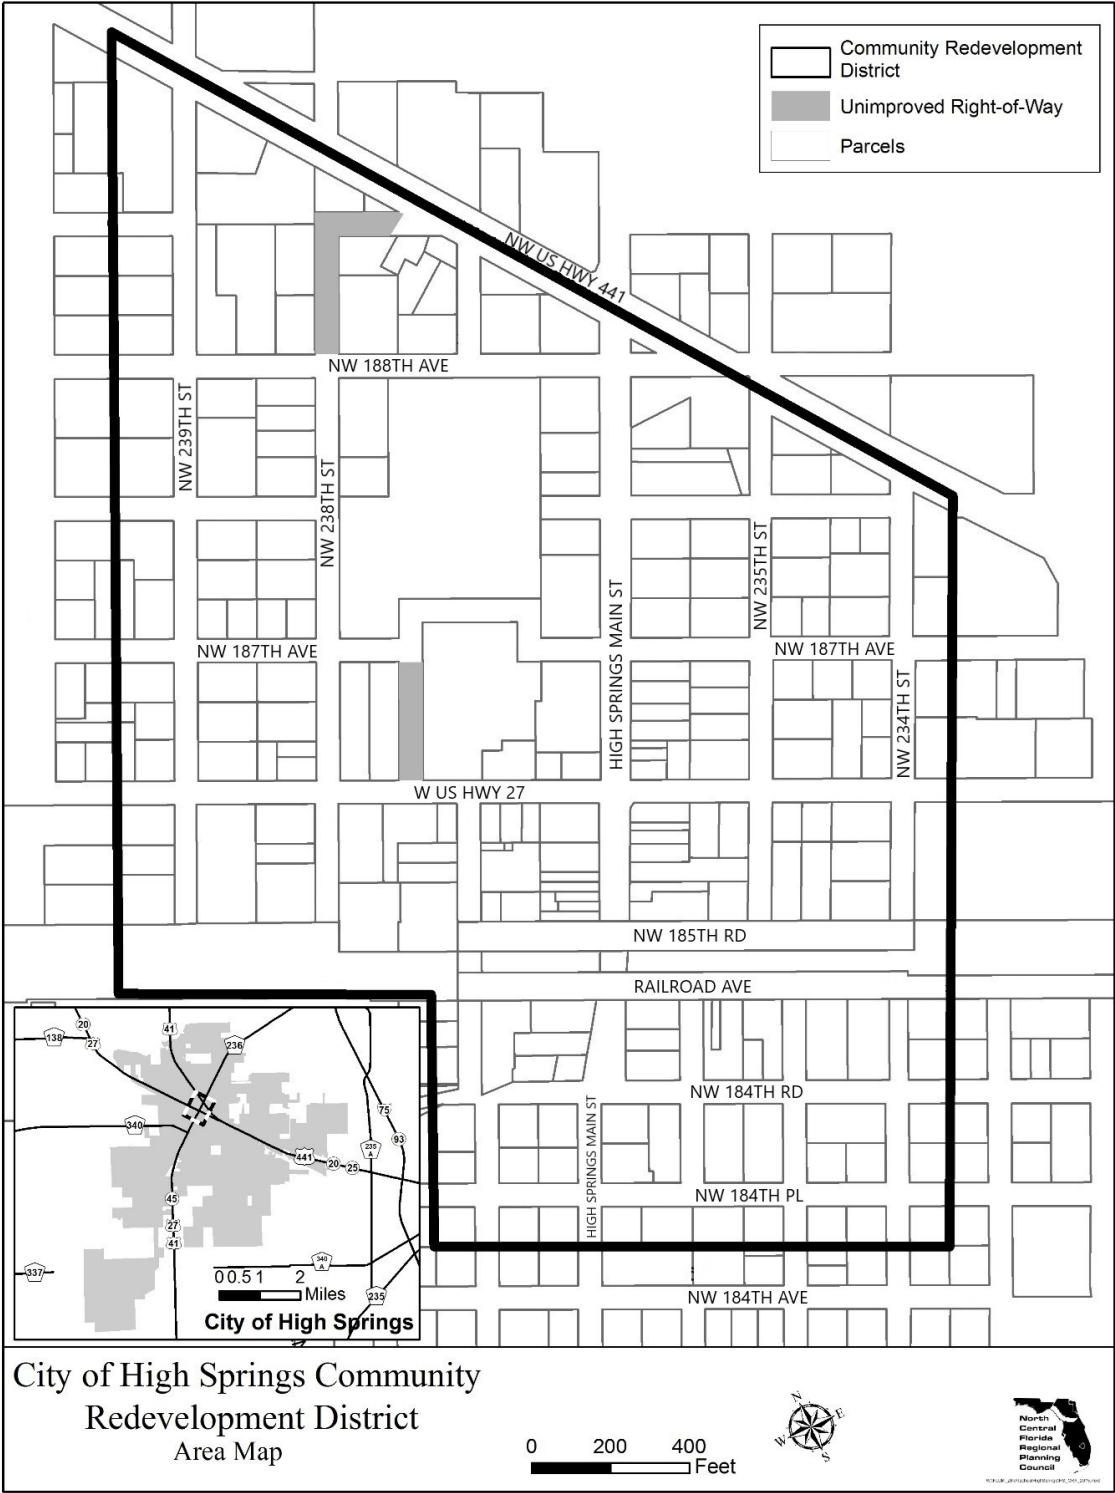 Community Redevelopment
District
Unimproved Right-of-Way
Parcels
NW US HWY 441
NW 188TH AVE
NW 239TH ST
NW 238TH ST
NW 235TH ST
HIGH SPRINGS MAIN ST
NW 187TH AVE
NW 187TH AVE
NW 234TH ST
W US HWY 27
NW 185TH RD
RAILROAD AVE
NW 184TH RD
HIGH SPRINGS MAIN ST
NW 184TH PL
NW 184TH AVE
20
41
138
27
236
340
75
93
235
A
441
20
25
45
27
41
340
A
337
235
0 0.5 1 2
Miles
City of High Springs
City of High Springs Community
Redevelopment District
Area Map
0 200 400
Feet
N
E
W
S
North
Central
Florida
Regional
Planning
Council